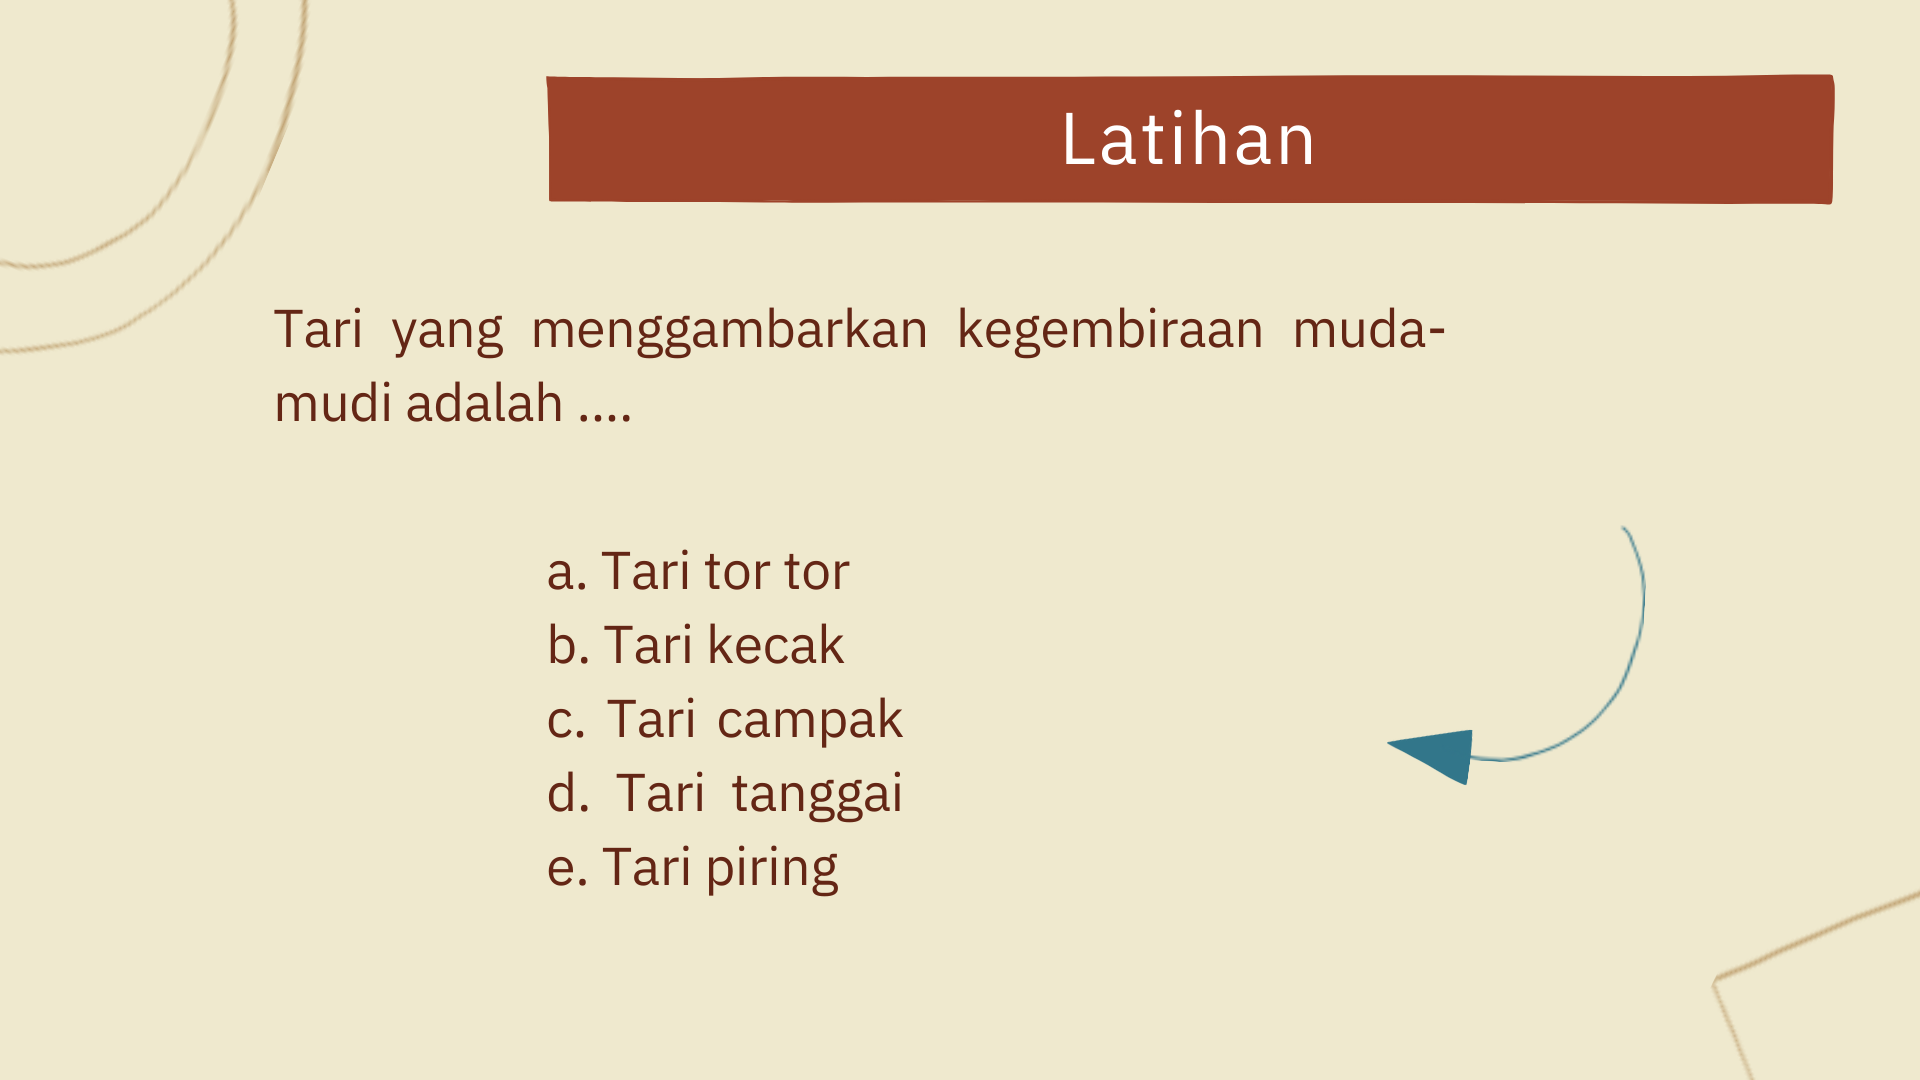 Latihan
Tari yang menggambarkan kegembiraan muda-
mudi adalah ....
a. Tari tor tor
b. Tari kecak
c. Tari campak
d. Tari tanggai
e. Tari piring